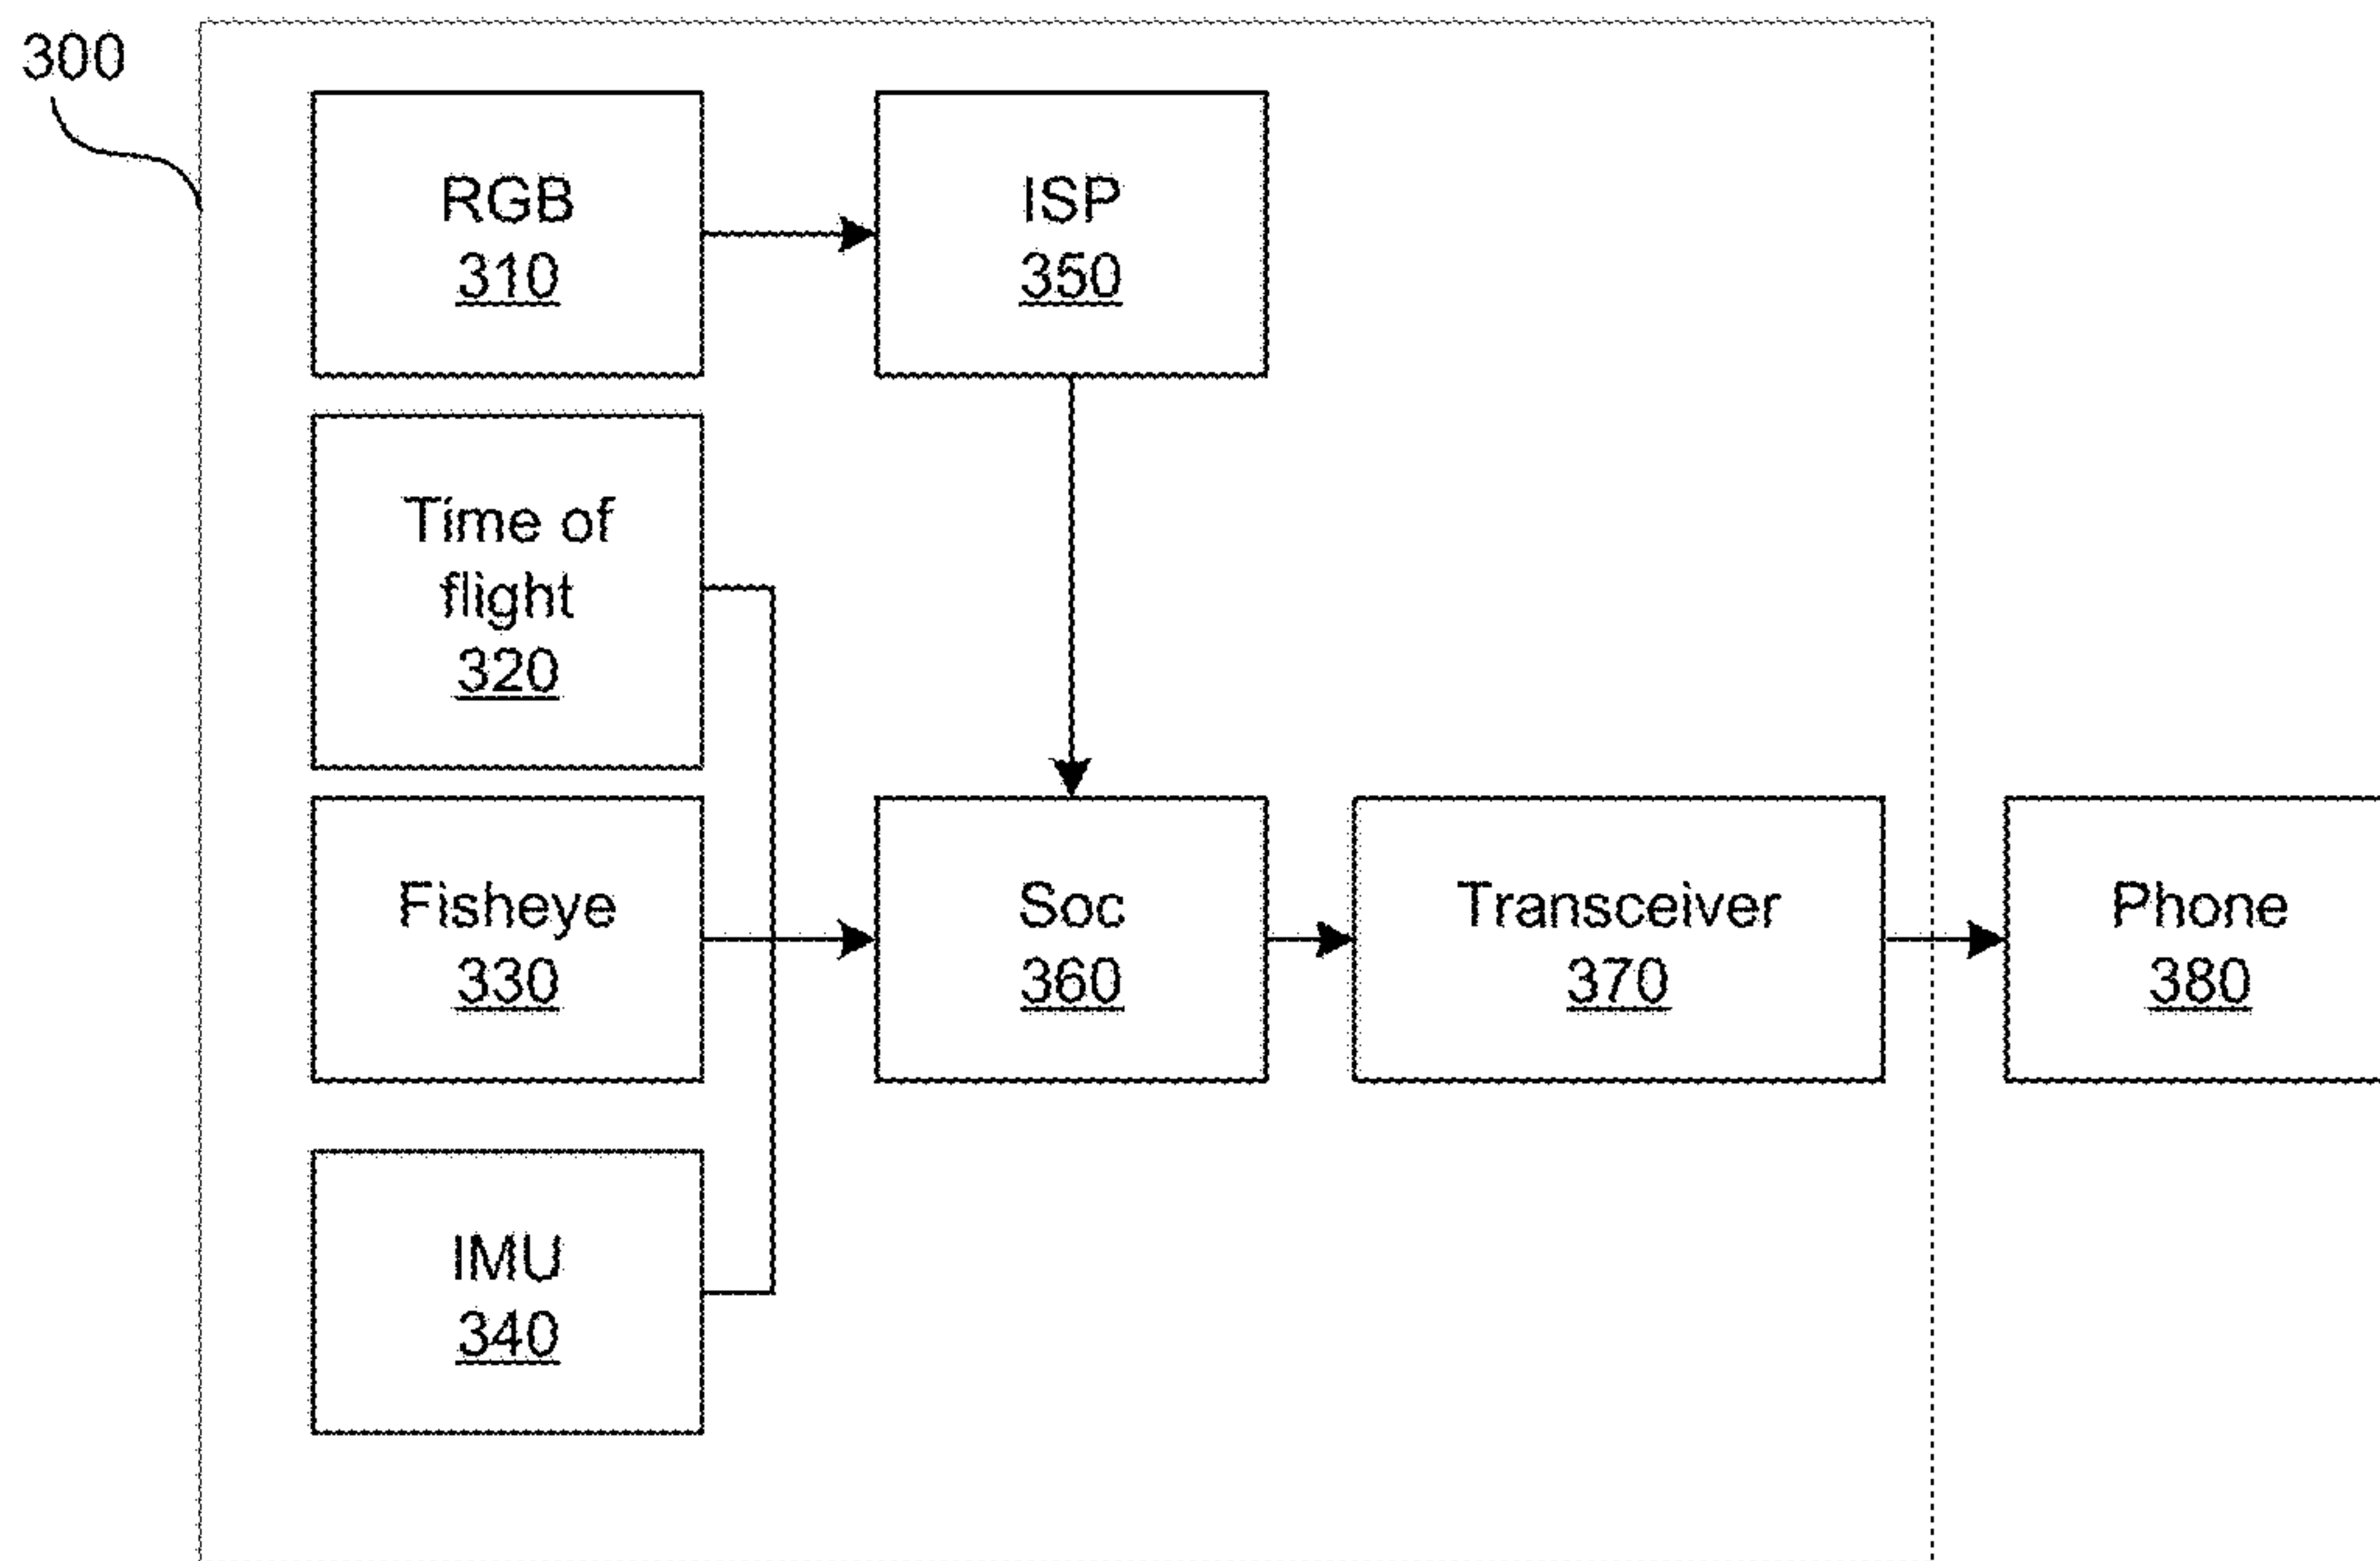 300
RGB
310
ISP
350
Time of
flight
320
Fisheye
330
Soc
360
Transceiver
370
Phone
380
IMU
340